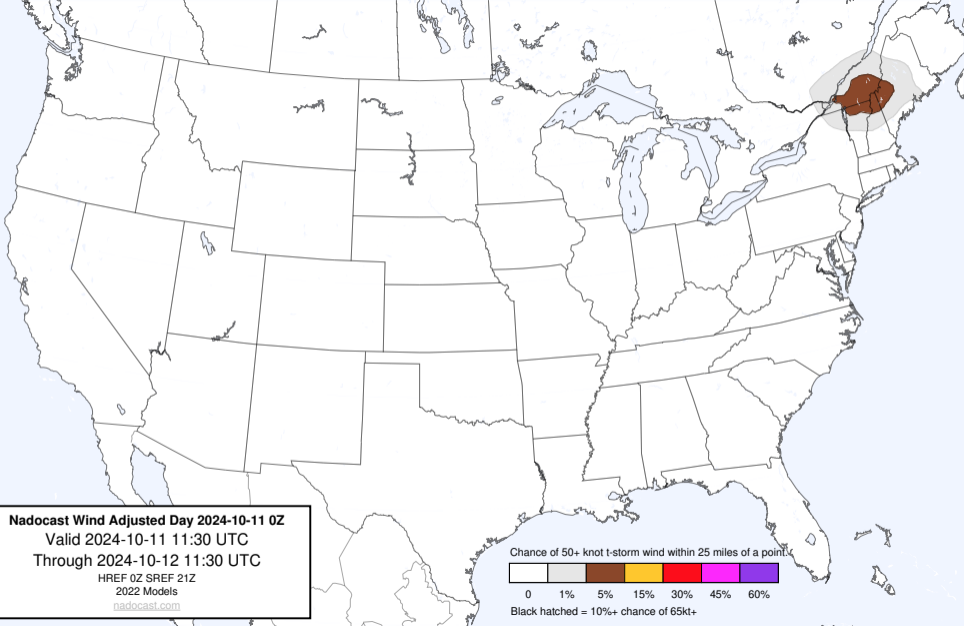 Nadocast Wind Adjusted Day 2024-10-11 0Z
Valid 2024-10-11 11:30 UTC
Through 2024-10-12 11:30 UTC
HREF 0Z SREF 21Z
2022 Models
nadocast.com
Chance of 50+ knot t-storm wind within 25 miles of a point.
0 1% 5% 15% 30% 45% 60%
Black hatched = 10%+ chance of 65kt+